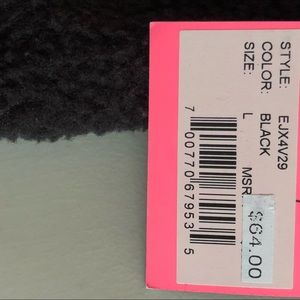 STYLE: EJX4V29
COLOR: BLACK
SIZE: L
MSR
$64.00
7 00770 67953 5